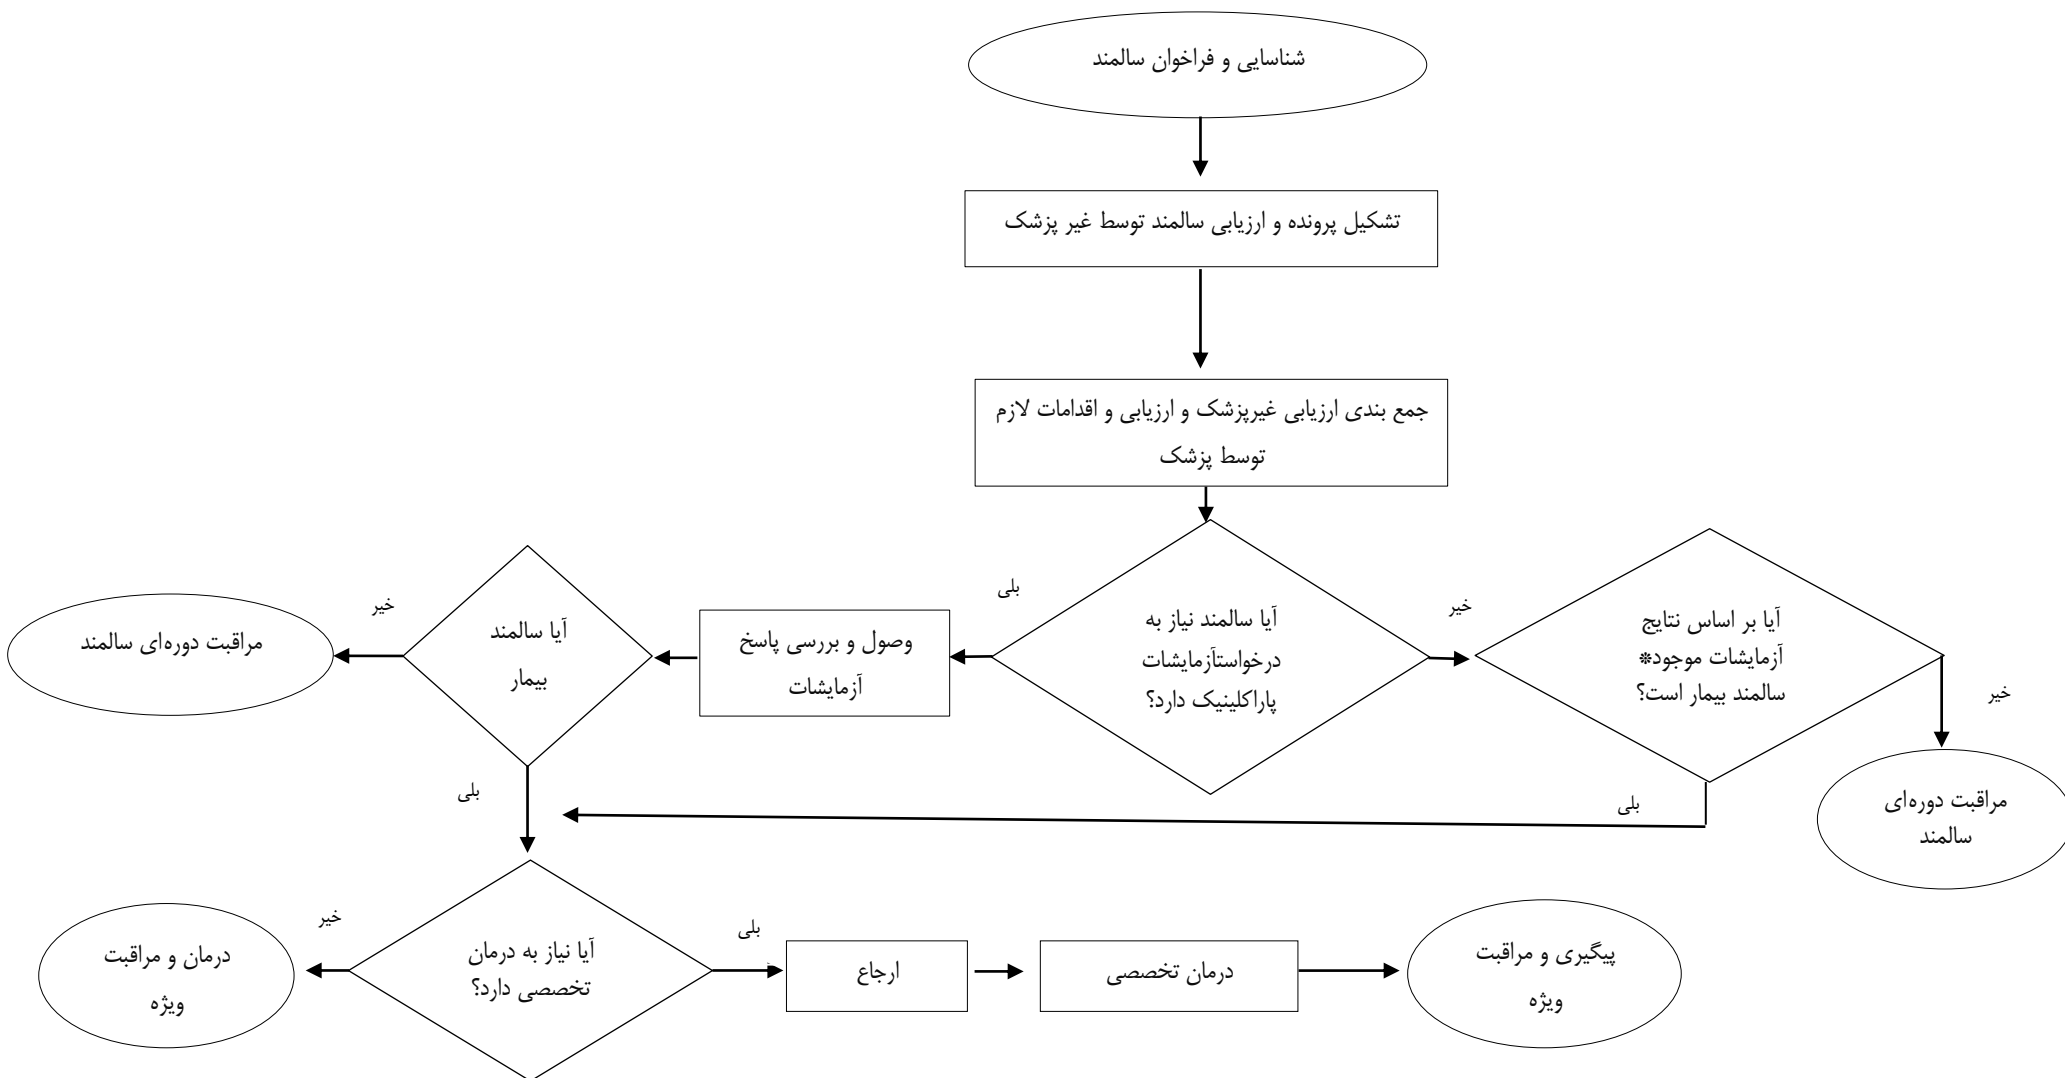 شناسایی و فراخوان سالمند
تشکیل پرونده و ارزیابی سالمند توسط غیر پزشک
جمع بندی ارزیابی غیرپزشک و ارزیابی و اقدامات لازم
توسط پزشک
آیا سالمند نیاز به
درخواستآزمایشات
پاراکلینیک دارد؟
خیر
آیا بر اساس نتایج
آزمایشات موجود*
سالمند بیمار است؟
خیر
مراقبت دوره‌ای
سالمند
بلی
بلی
وصول و بررسی پاسخ
آزمایشات
آیا سالمند
بیمار
خیر
مراقبت دوره‌ای سالمند
بلی
آیا نیاز به درمان
تخصصی دارد؟
خیر
درمان و مراقبت
ویژه
بلی
ارجاع
درمان تخصصی
پیگیری و مراقبت
ویژه